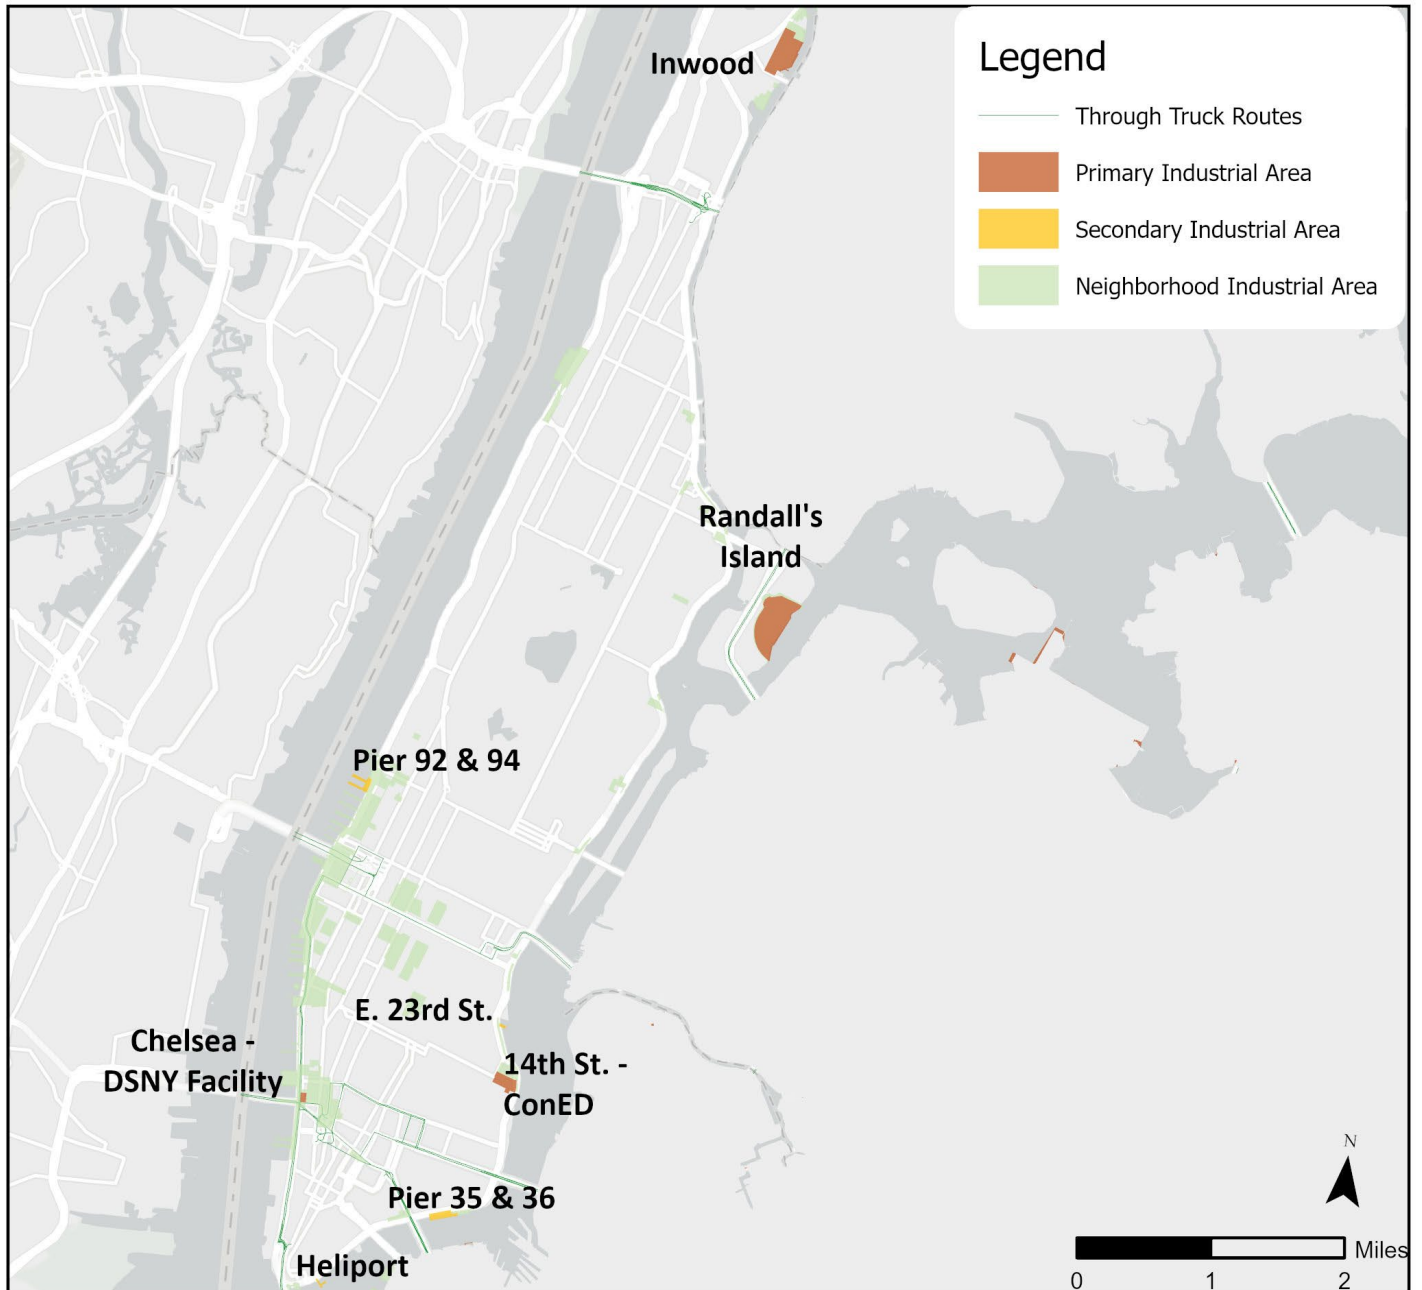 Inwood
Legend
Through Truck Routes
Primary Industrial Area
Secondary Industrial Area
Neighborhood Industrial Area
Randall's
Island
Pier 92 & 94
E. 23rd St.
Chelsea -
DSNY Facility
14th St. -
ConED
Pier 35 & 36
Heliport
N
Miles
0 1 2